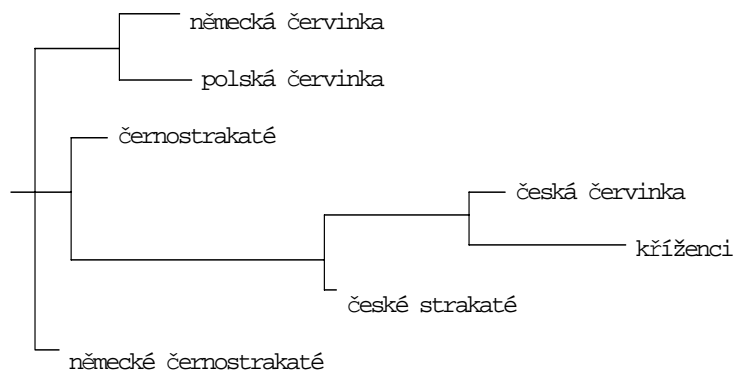 německá červinka
polská červinka
černostrakaté
česká červinka
kříženci
české strakaté
německé černostrakaté